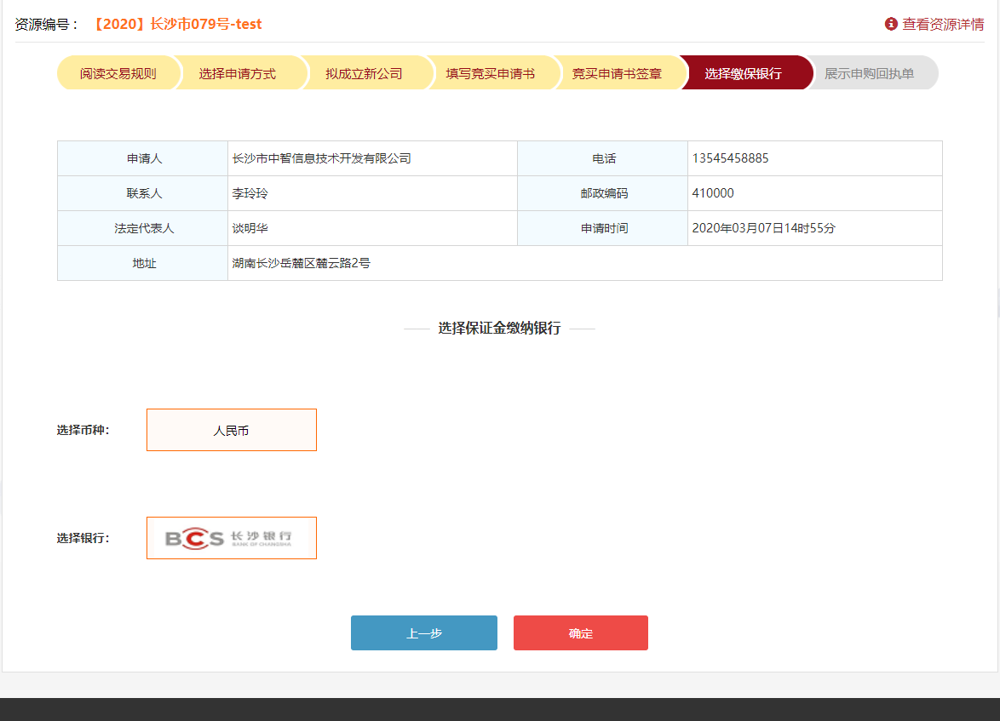 资源编号： 【2020】长沙市079号-test 查看资源详情
阅读交易规则 选择申请方式 拟成立新公司 填写竞买申请书 竞买申请书签章 选择缴保银行 展示申购回执单
申请人 长沙市中智信息技术开发有限公司 电话 13545458885
联系人 李玲玲 邮政编码 410000
法定代表人 谈明华 申请时间 2020年03月07日14时55分
地址 湖南长沙岳麓区麓云路2号
选择保证金缴纳银行
选择币种： 人民币
选择银行： BCS 长沙银行
BANK OF CHANGSHA
上一步 确定